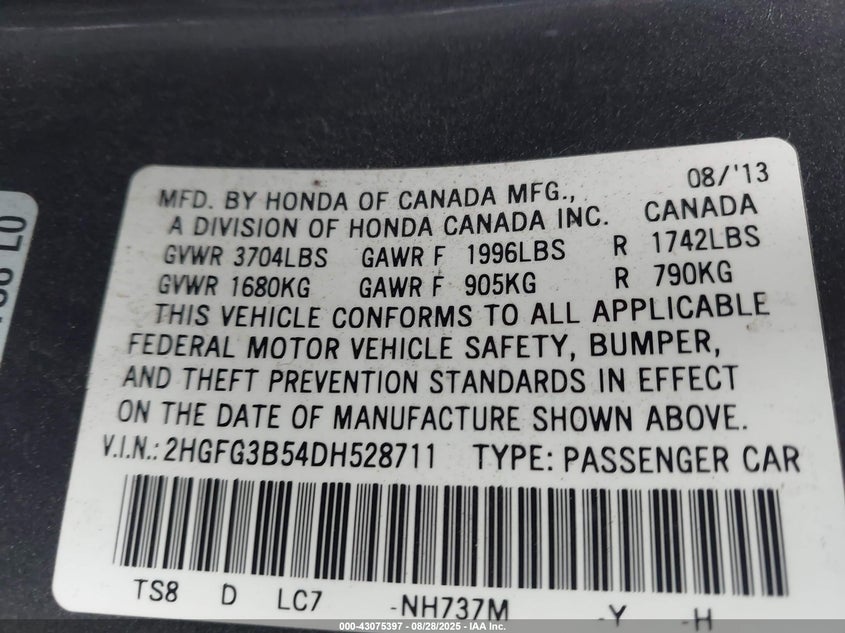 MFD. BY HONDA OF CANADA MFG., 08/'13
A DIVISION OF HONDA CANADA INC. CANADA
GVWR 3704LBS GAWR F 1996LBS R 1742LBS
GVWR 1680KG GAWR F 905KG R 790KG
THIS VEHICLE CONFORMS TO ALL APPLICABLE
FEDERAL MOTOR VEHICLE SAFETY, BUMPER,
AND THEFT PREVENTION STANDARDS IN EFFECT
ON THE DATE OF MANUFACTURE SHOWN ABOVE.
V.I.N.: 2HGFG3B54DH528711 TYPE: PASSENGER CAR
TS8 D LC7 -NH737M -Y -H
000-43075397 - 08/28/2025 - IAA Inc.